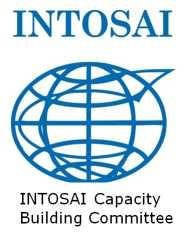 INTOSAI
INTOSAI Capacity
Building Committee